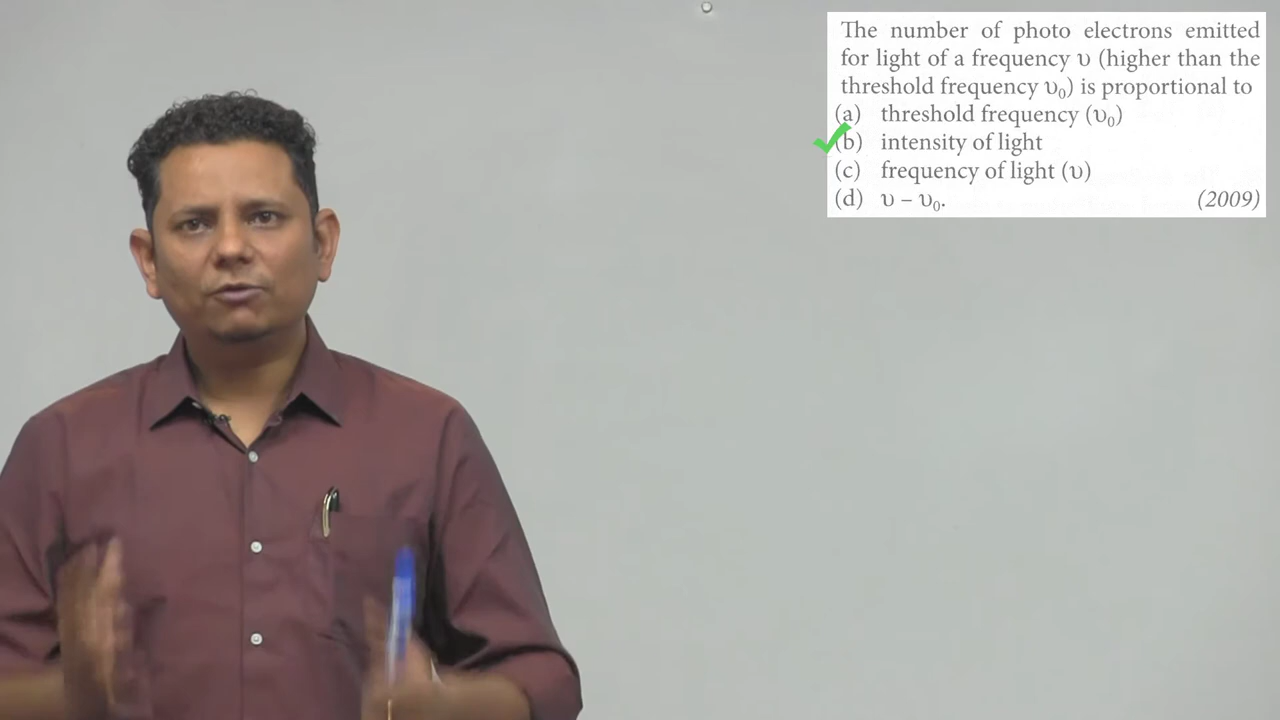 The number of photo electrons emitted
for light of a frequency υ (higher than the
threshold frequency υ₀) is proportional to
(a) threshold frequency (υ₀)
(b) intensity of light
(c) frequency of light (υ)
(d) υ – υ₀. (2009)